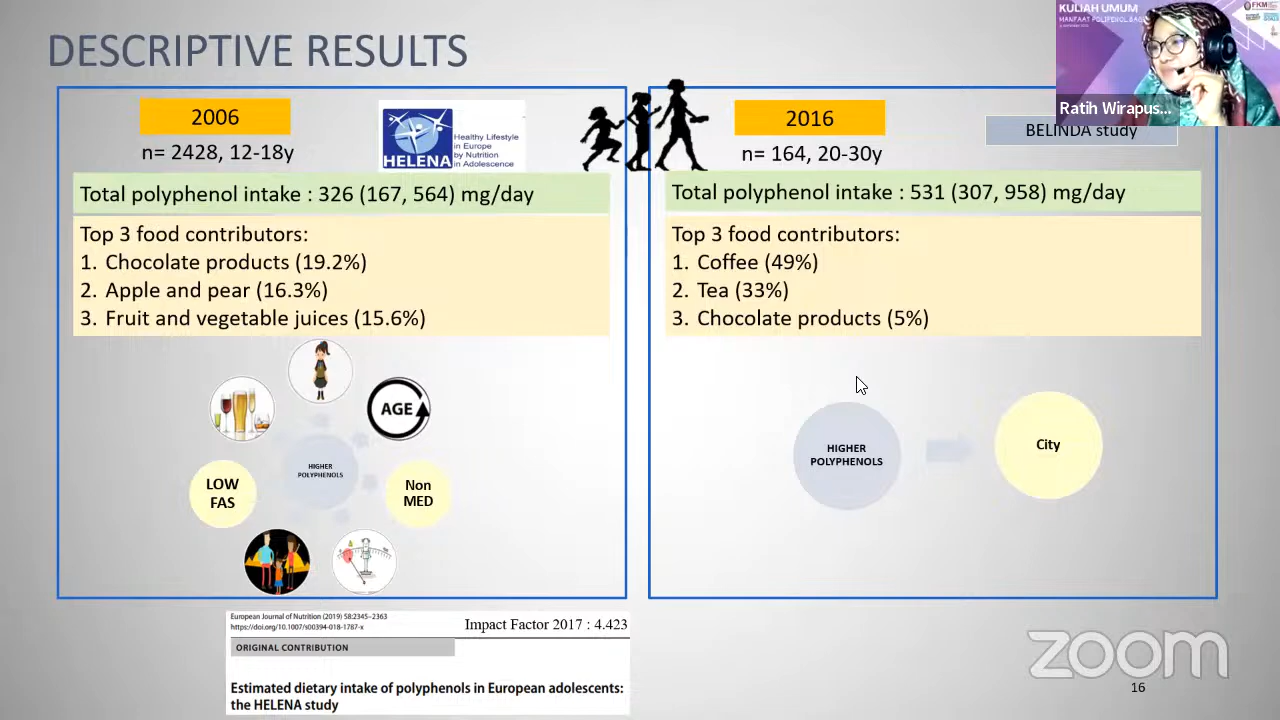 DESCRIPTIVE RESULTS
KULIAH UMUM
FKM
Ratih Wirapus...
2006
n= 2428, 12-18y
HELENA
Healthy Lifestyle
in Europe
by Nutrition
in Adolescence
Total polyphenol intake : 326 (167, 564) mg/day
Top 3 food contributors:
1. Chocolate products (19.2%)
2. Apple and pear (16.3%)
3. Fruit and vegetable juices (15.6%)
AGE
HIGHER
POLYPHENOLS
LOW
FAS
Non
MED
2016
n= 164, 20-30y
BELINDA study
Total polyphenol intake : 531 (307, 958) mg/day
Top 3 food contributors:
1. Coffee (49%)
2. Tea (33%)
3. Chocolate products (5%)
HIGHER
POLYPHENOLS
City
European Journal of Nutrition (2019) 58:2345–2363
https://doi.org/10.1007/s00394-018-1787-x
Impact Factor 2017 : 4.423
ORIGINAL CONTRIBUTION
Estimated dietary intake of polyphenols in European adolescents:
the HELENA study
zoom
16